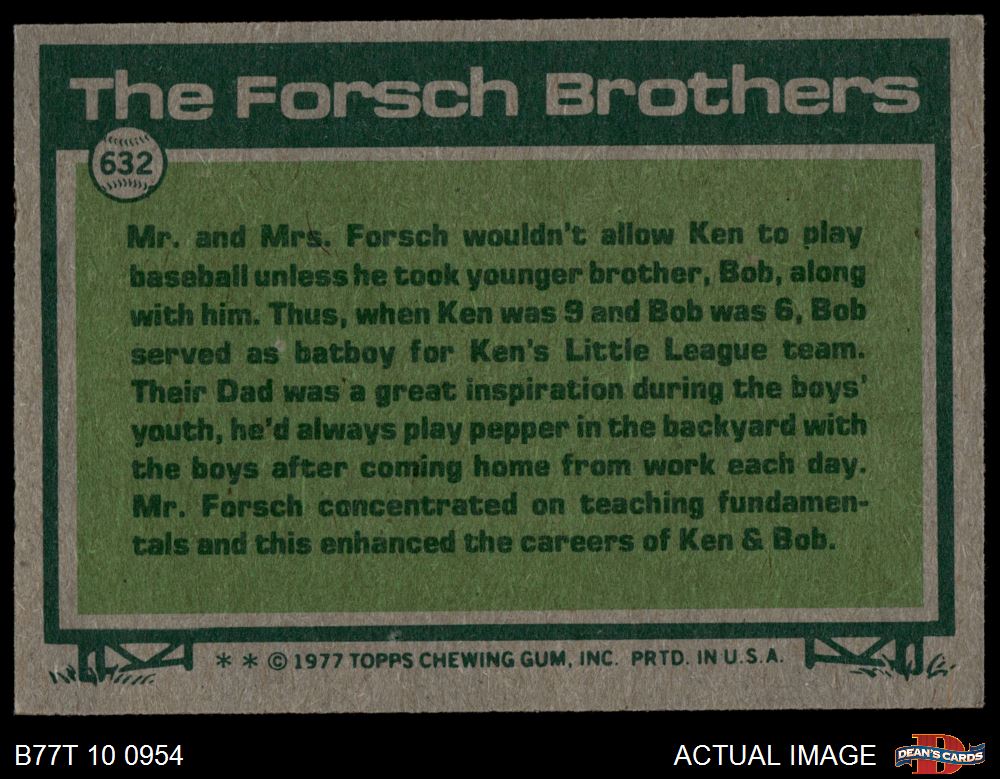 The Forsch Brothers
632
Mr. and Mrs. Forsch wouldn't allow Ken to play
baseball unless he took younger brother, Bob, along
with him. Thus, when Ken was 9 and Bob was 6, Bob
served as batboy for Ken's Little League team.
Their Dad was a great inspiration during the boys'
youth, he'd always play pepper in the backyard with
the boys after coming home from work each day.
Mr. Forsch concentrated on teaching fundamen-
tals and this enhanced the careers of Ken & Bob.
* * © 1977 TOPPS CHEWING GUM, INC. PRTD. IN U.S.A.
B77T 10 0954
ACTUAL IMAGE
D
DEAN'S CARDS